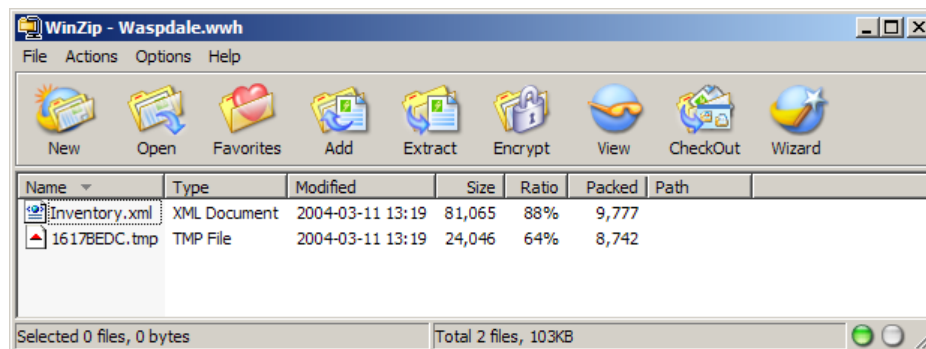 WinZip - Waspdale.wwh
File Actions Options Help
New Open Favorites Add Extract Encrypt View CheckOut Wizard
Name Type Modified Size Ratio Packed Path
Inventory.xml XML Document 2004-03-11 13:19 81,065 88% 9,777
1617BEDC.tmp TMP File 2004-03-11 13:19 24,046 64% 8,742
Selected 0 files, 0 bytes Total 2 files, 103KB